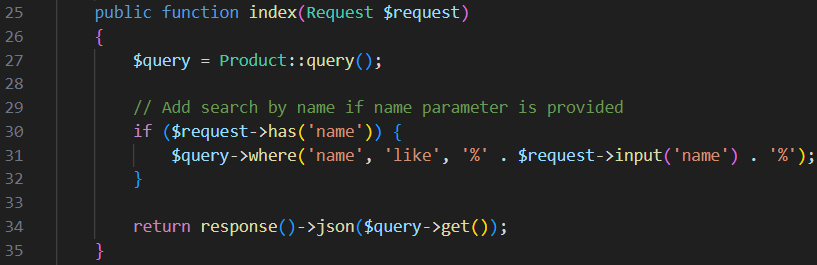 25 public function index(Request $request)
26 {
27 $query = Product::query();
28
29 // Add search by name if name parameter is provided
30 if ($request->has('name')) {
31 $query->where('name', 'like', '%' . $request->input('name') . '%');
32 }
33
34 return response()->json($query->get());
35 }